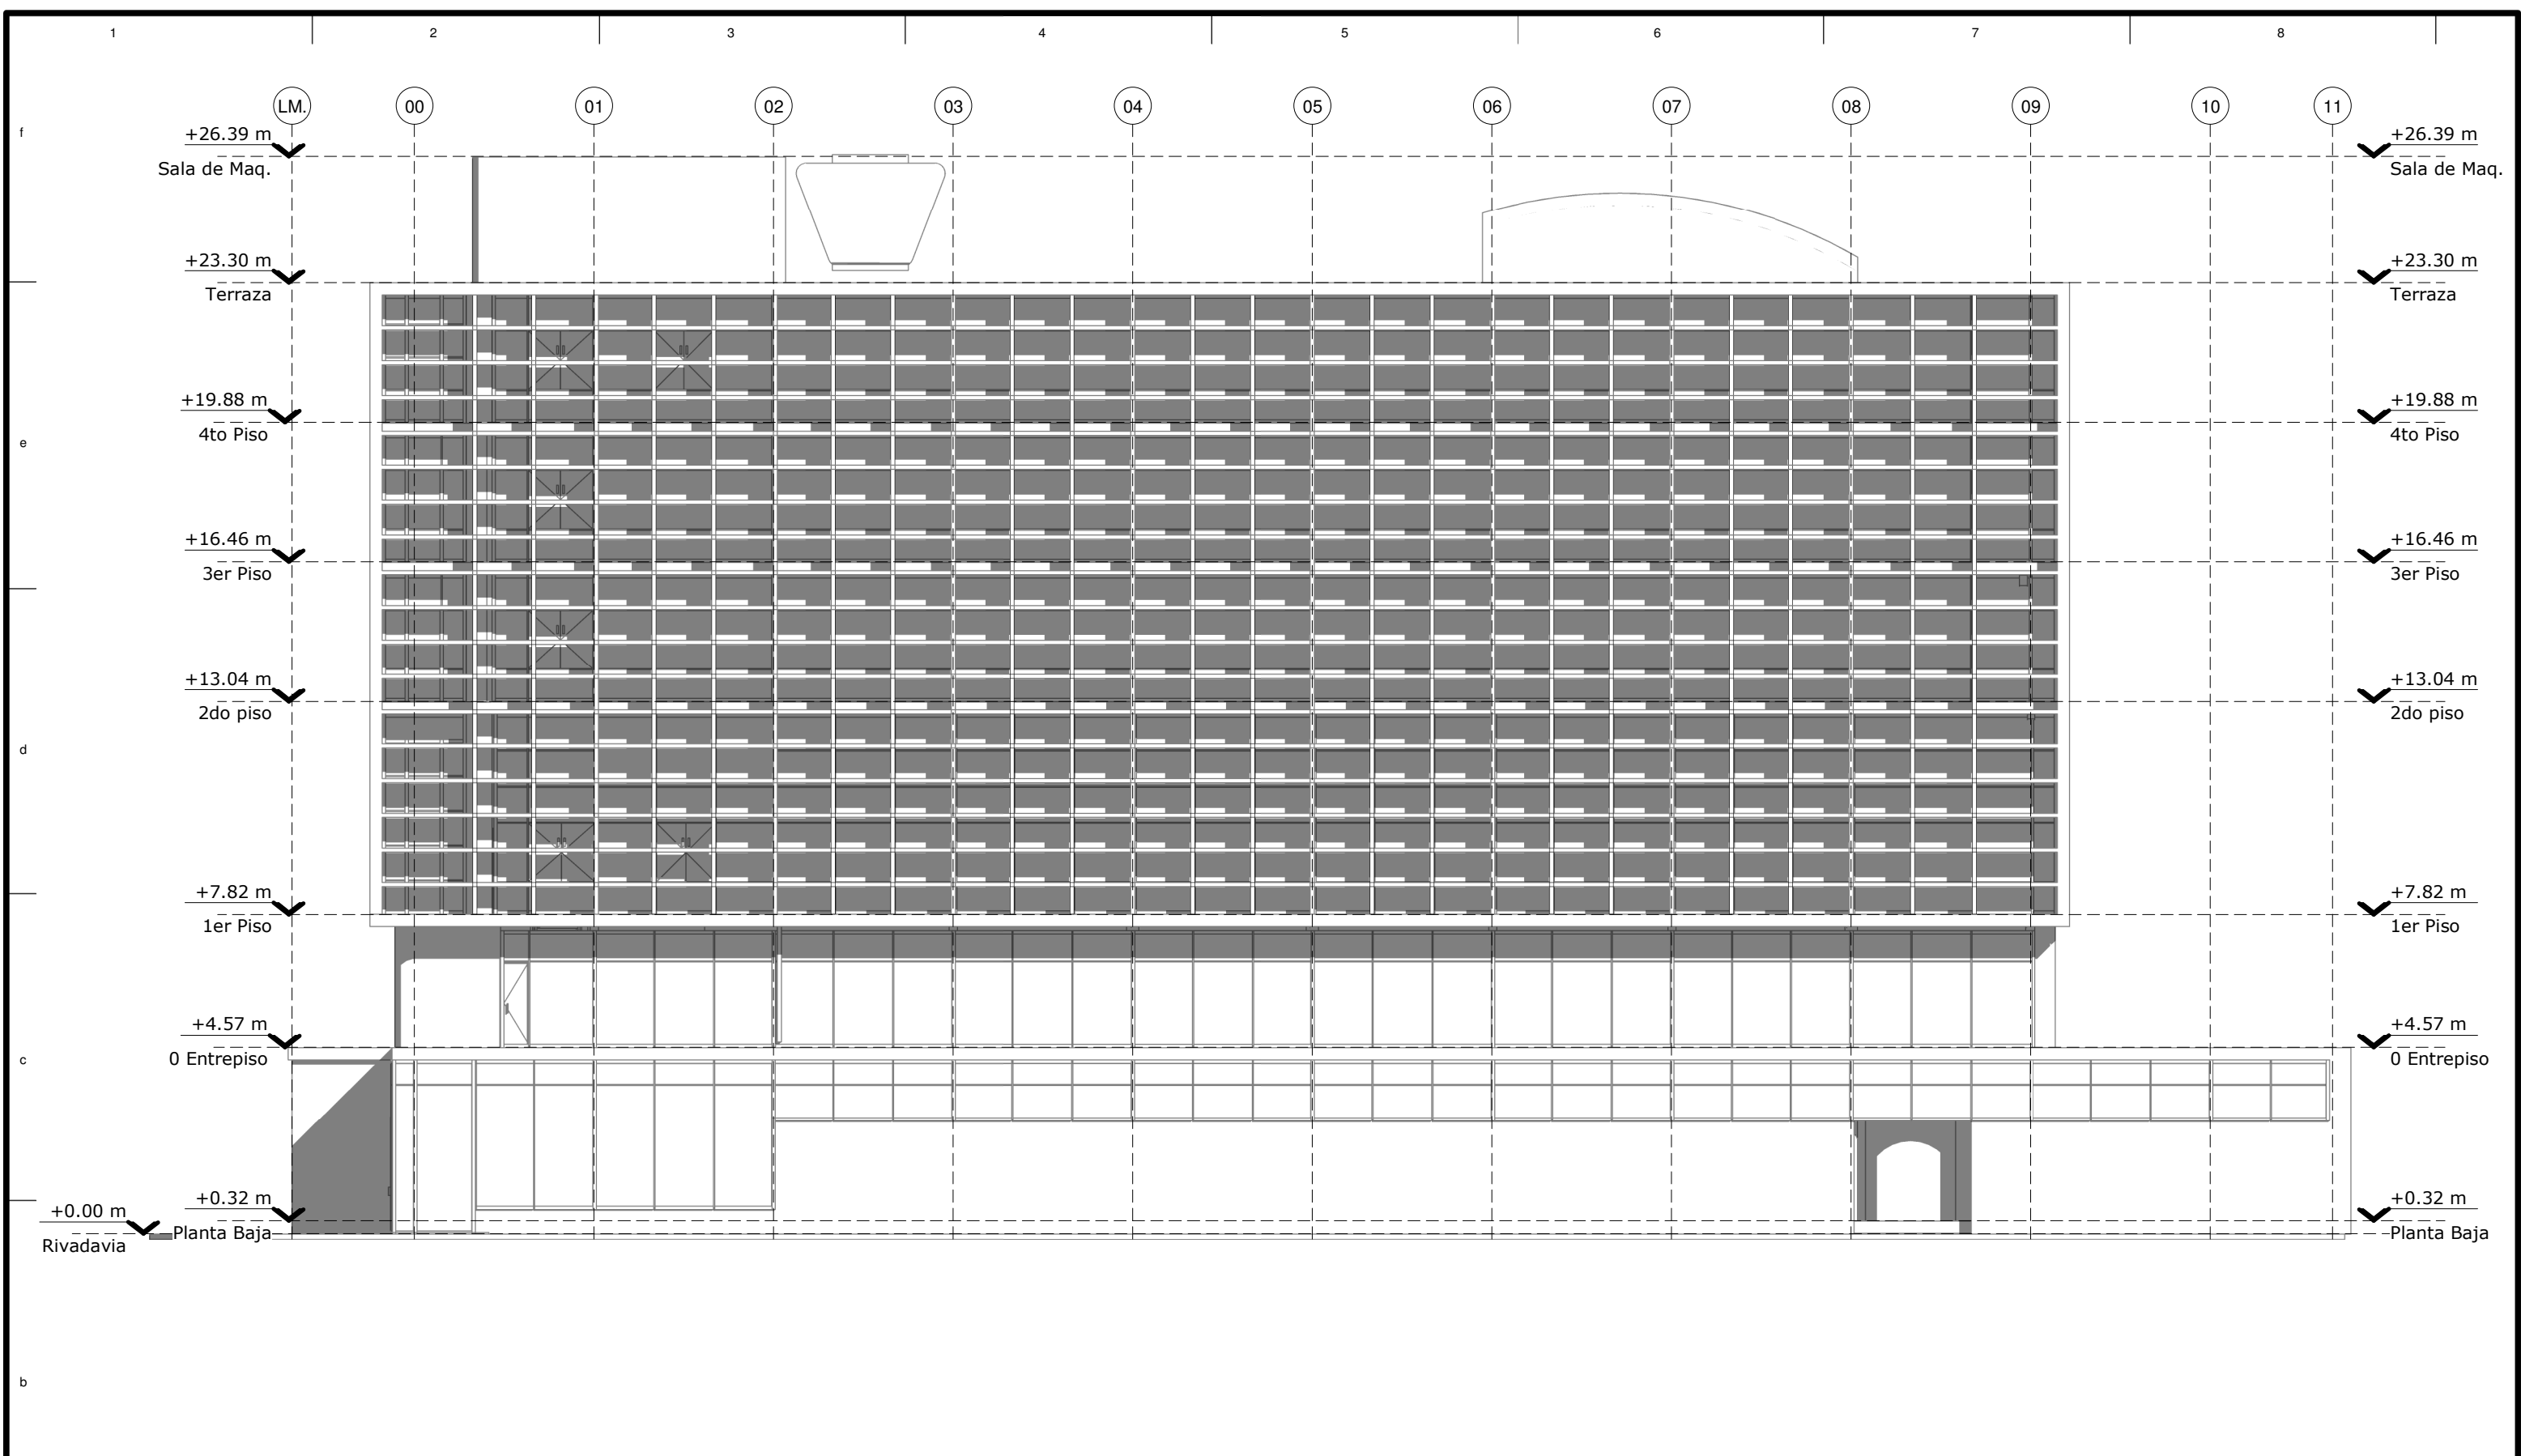 1 2 3 4 5 6 7 8
LM. 00 01 02 03 04 05 06 07 08 09 10 11
f
+26.39 m +26.39 m
Sala de Maq. Sala de Maq.
+23.30 m +23.30 m
Terraza Terraza
+19.88 m +19.88 m
4to Piso 4to Piso
e
+16.46 m +16.46 m
3er Piso 3er Piso
+13.04 m +13.04 m
2do piso 2do piso
d
+7.82 m +7.82 m
1er Piso 1er Piso
+4.57 m +4.57 m
0 Entrepiso 0 Entrepiso
c
+0.32 m +0.32 m
+0.00 m
Planta Baja Planta Baja
Rivadavia
b